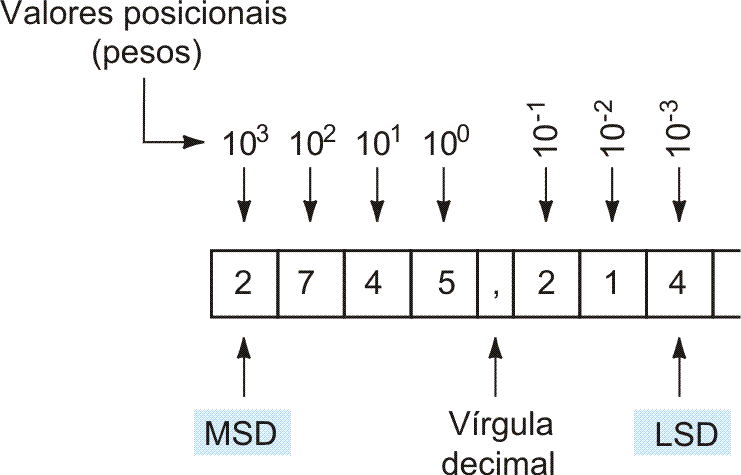 Valores posicionais
(pesos)
10³ 10² 10¹ 10⁰ 10⁻¹ 10⁻² 10⁻³
2 7 4 5 , 2 1 4
MSD Vírgula LSD
decimal